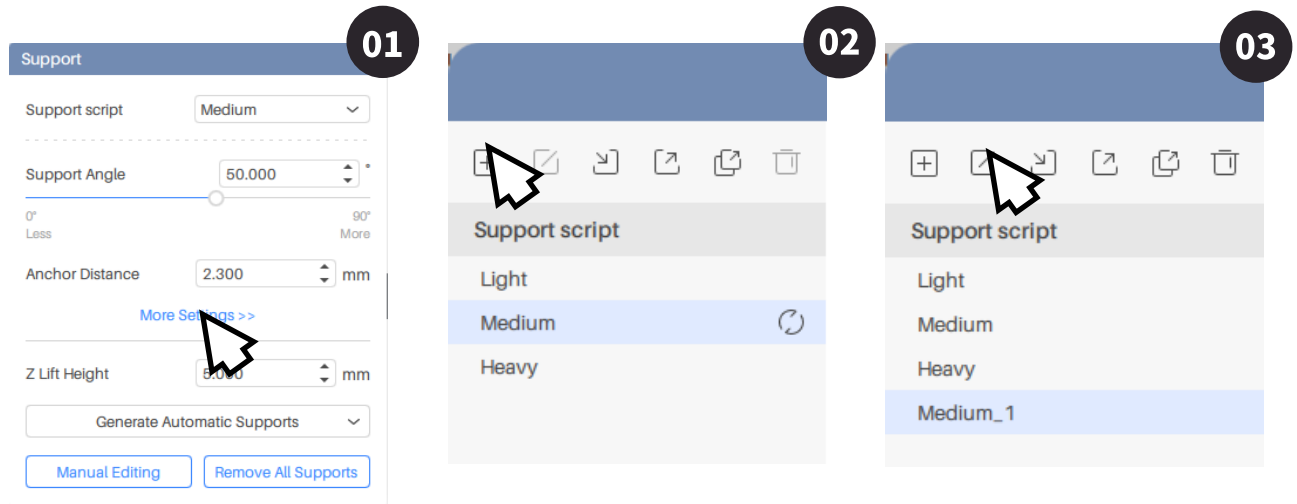 01
Support
Support script Medium
Support Angle 50.000 °
0° 90°
Less More
Anchor Distance 2.300 mm
More Settings >>
Z Lift Height 5.000 mm
Generate Automatic Supports
Manual Editing Remove All Supports
02
Support script
Light
Medium
Heavy
03
Support script
Light
Medium
Heavy
Medium_1